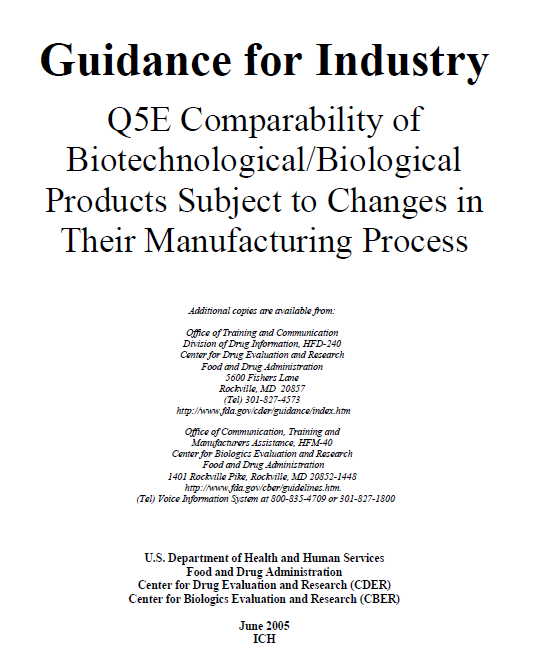 Guidance for Industry
Q5E Comparability of
Biotechnological/Biological
Products Subject to Changes in
Their Manufacturing Process
Additional copies are available from:
Office of Training and Communication
Division of Drug Information, HFD-240
Center for Drug Evaluation and Research
Food and Drug Administration
5600 Fishers Lane
Rockville, MD 20857
(Tel) 301-827-4573
http://www.fda.gov/cder/guidance/index.htm
Office of Communication, Training and
Manufacturers Assistance, HFM-40
Center for Biologics Evaluation and Research
Food and Drug Administration
1401 Rockville Pike, Rockville, MD 20852-1448
http://www.fda.gov/cber/guidelines.htm.
(Tel) Voice Information System at 800-835-4709 or 301-827-1800
U.S. Department of Health and Human Services
Food and Drug Administration
Center for Drug Evaluation and Research (CDER)
Center for Biologics Evaluation and Research (CBER)
June 2005
ICH